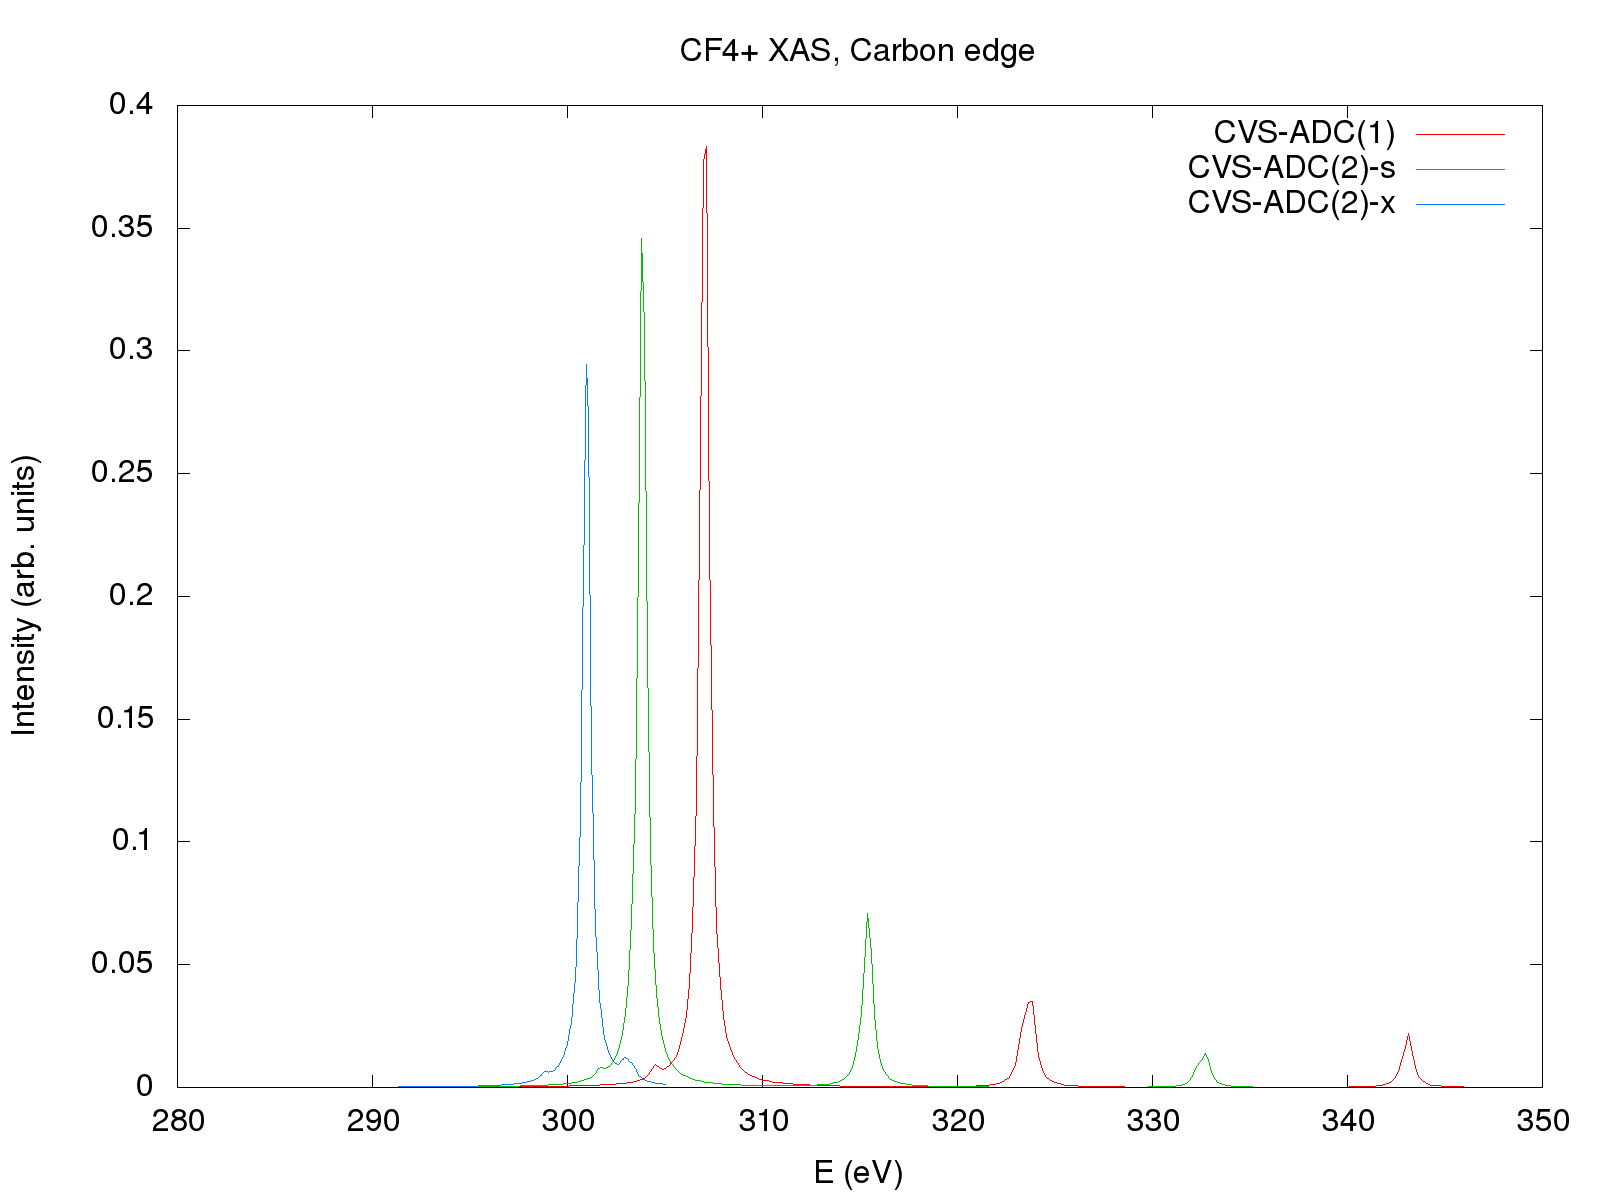 CF4+ XAS, Carbon edge
CVS-ADC(1)
CVS-ADC(2)-s
CVS-ADC(2)-x
Intensity (arb. units)
0.4
0.35
0.3
0.25
0.2
0.15
0.1
0.05
0
280 290 300 310 320 330 340 350
E (eV)